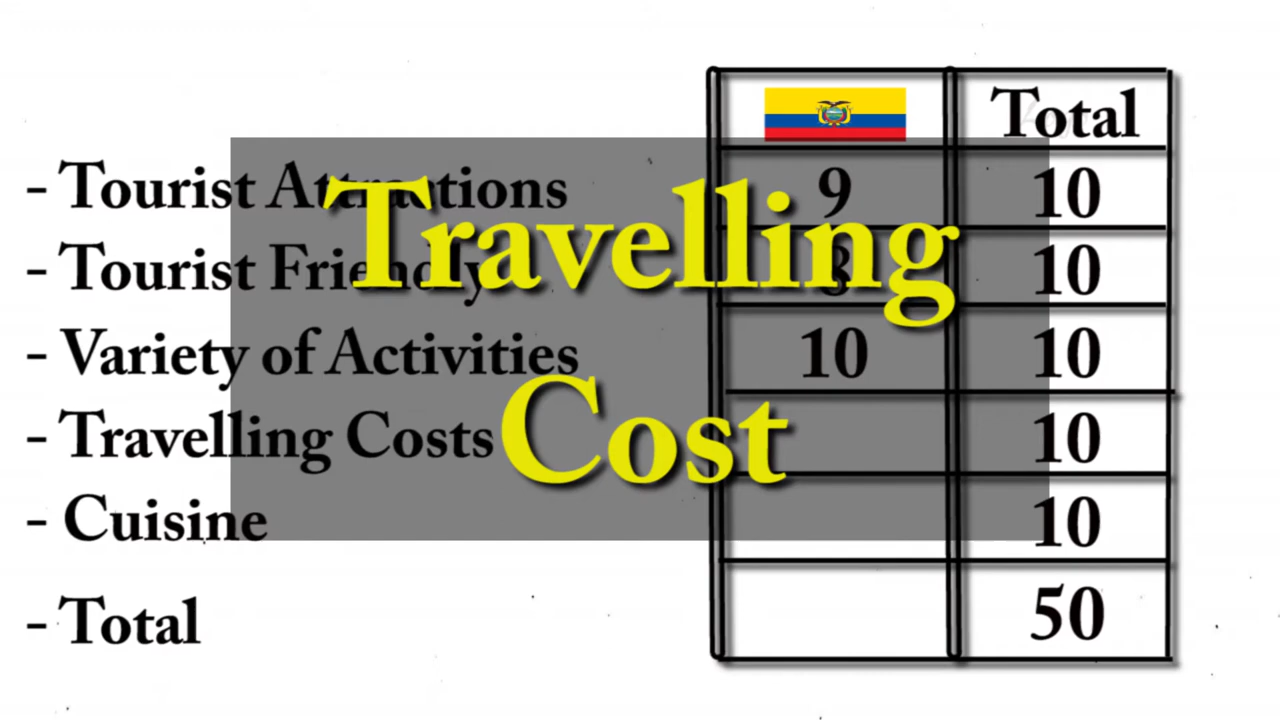 Total
- Tourist Attractions 9 10
- Tourist Friendly 8 10
- Variety of Activities 10 10
- Travelling Costs 10
- Cuisine 10
- Total 50
Travelling
Cost